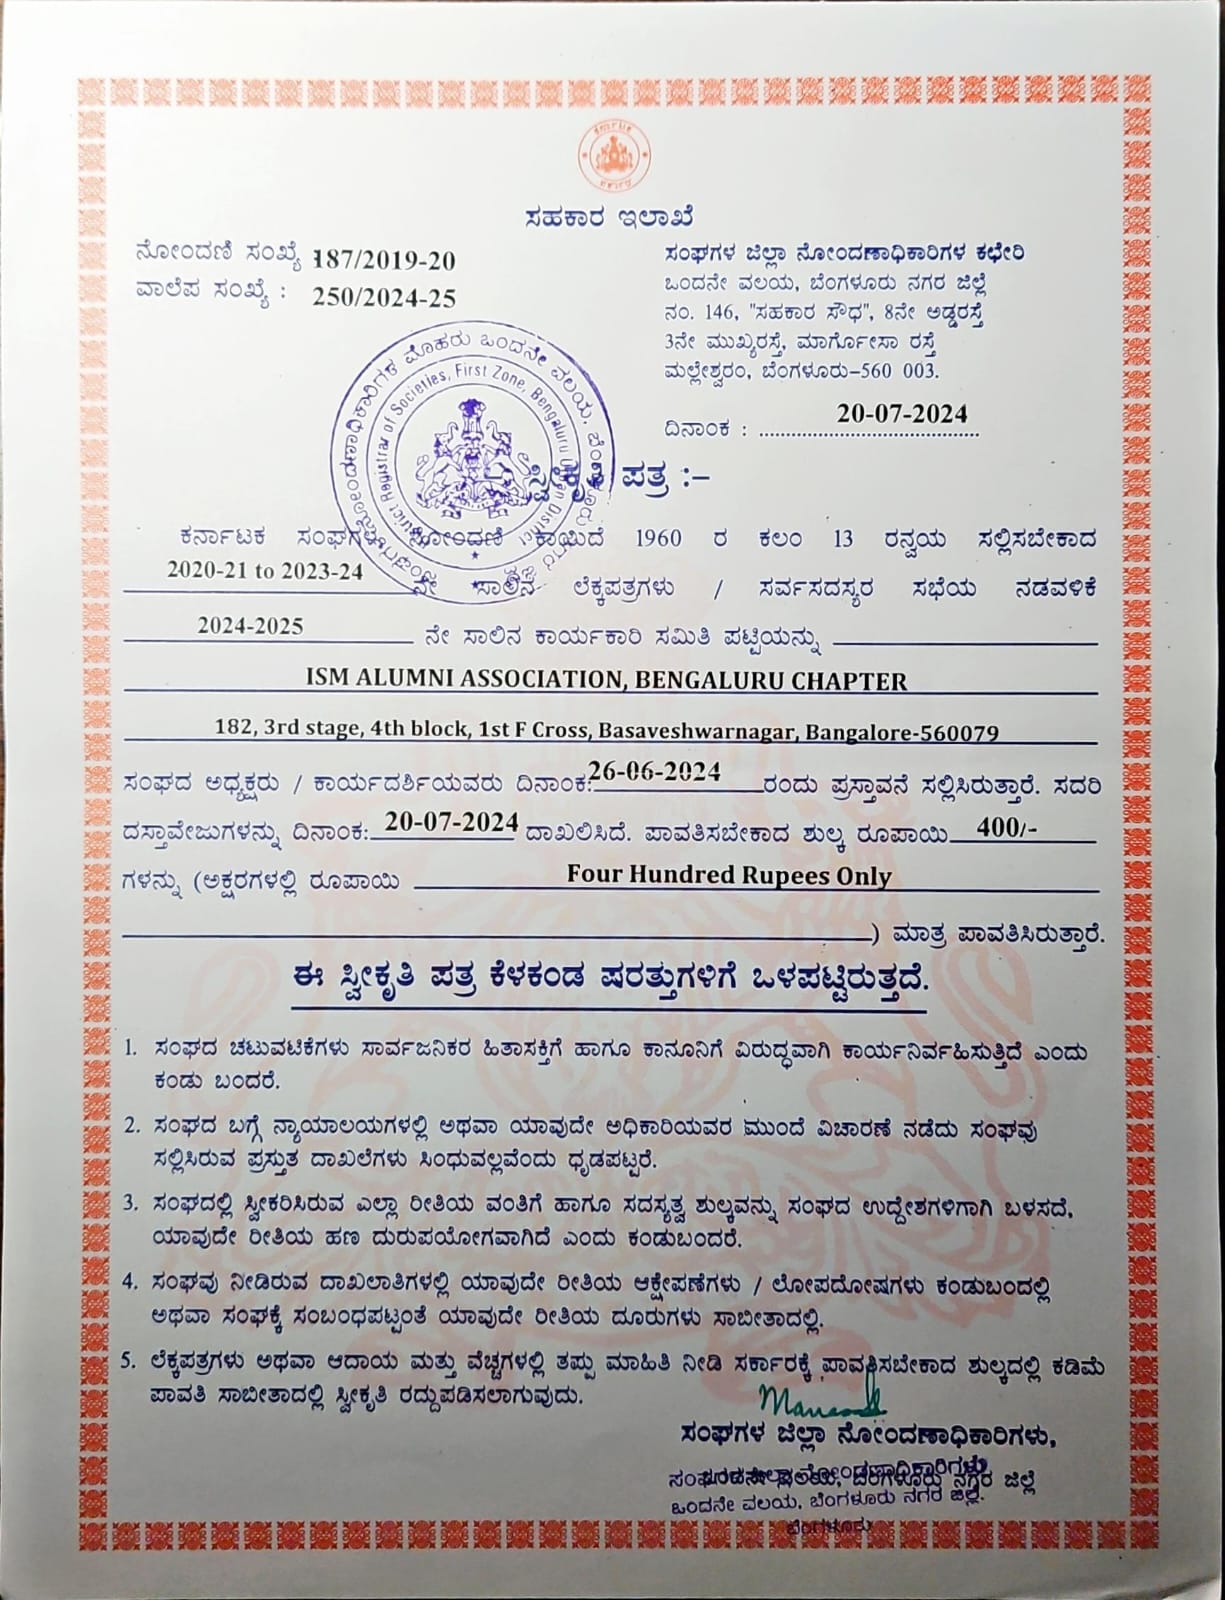 ಸಹಕಾರ ಇಲಾಖೆ
ನೋಂದಣಿ ಸಂಖ್ಯೆ 187/2019-20
ವಾಲೆಪ ಸಂಖ್ಯೆ : 250/2024-25
ಸಂಘಗಳ ಜಿಲ್ಲಾ ನೋಂದಣಾಧಿಕಾರಿಗಳ ಕಛೇರಿ
ಒಂದನೇ ವಲಯ, ಬೆಂಗಳೂರು ನಗರ ಜಿಲ್ಲೆ
ನಂ. 146, "ಸಹಕಾರ ಸೌಧ", 8ನೇ ಅಡ್ಡರಸ್ತೆ
3ನೇ ಮುಖ್ಯರಸ್ತೆ, ಮಾರ್ಗೋಸಾ ರಸ್ತೆ
ಮಲ್ಲೇಶ್ವರಂ, ಬೆಂಗಳೂರು-560 003.
ದಿನಾಂಕ : 20-07-2024
District Registrar of Societies, First Zone, Bengaluru Urban District
ಸ್ವೀಕೃತಿ ಪತ್ರ :-
ಕರ್ನಾಟಕ ಸಂಘಗಳ ನೋಂದಣಿ ಕಾಯಿದೆ 1960 ರ ಕಲಂ 13 ರನ್ವಯ ಸಲ್ಲಿಸಬೇಕಾದ
2020-21 to 2023-24 ನೇ ಸಾಲಿನ ಲೆಕ್ಕಪತ್ರಗಳು / ಸರ್ವಸದಸ್ಯರ ಸಭೆಯ ನಡವಳಿಕೆ
2024-2025 ನೇ ಸಾಲಿನ ಕಾರ್ಯಕಾರಿ ಸಮಿತಿ ಪಟ್ಟಿಯನ್ನು
ISM ALUMNI ASSOCIATION, BENGALURU CHAPTER
182, 3rd stage, 4th block, 1st F Cross, Basaveshwarnagar, Bangalore-560079
ಸಂಘದ ಅಧ್ಯಕ್ಷರು / ಕಾರ್ಯದರ್ಶಿಯವರು ದಿನಾಂಕ: 26-06-2024 ರಂದು ಪ್ರಸ್ತಾವನೆ ಸಲ್ಲಿಸಿರುತ್ತಾರೆ. ಸದರಿ
ದಸ್ತಾವೇಜುಗಳನ್ನು ದಿನಾಂಕ: 20-07-2024 ದಾಖಲಿಸಿದೆ. ಪಾವತಿಸಬೇಕಾದ ಶುಲ್ಕ ರೂಪಾಯಿ 400/-
ಗಳನ್ನು (ಅಕ್ಷರಗಳಲ್ಲಿ ರೂಪಾಯಿ Four Hundred Rupees Only
) ಮಾತ್ರ ಪಾವತಿಸಿರುತ್ತಾರೆ.
ಈ ಸ್ವೀಕೃತಿ ಪತ್ರ ಕೆಳಕಂಡ ಷರತ್ತುಗಳಿಗೆ ಒಳಪಟ್ಟಿರುತ್ತದೆ.
1. ಸಂಘದ ಚಟುವಟಿಕೆಗಳು ಸಾರ್ವಜನಿಕರ ಹಿತಾಸಕ್ತಿಗೆ ಹಾಗೂ ಕಾನೂನಿಗೆ ವಿರುದ್ಧವಾಗಿ ಕಾರ್ಯನಿರ್ವಹಿಸುತ್ತಿದೆ ಎಂದು
ಕಂಡು ಬಂದರೆ.
2. ಸಂಘದ ಬಗ್ಗೆ ನ್ಯಾಯಾಲಯಗಳಲ್ಲಿ ಅಥವಾ ಯಾವುದೇ ಅಧಿಕಾರಿಯವರ ಮುಂದೆ ವಿಚಾರಣೆ ನಡೆದು ಸಂಘವು
ಸಲ್ಲಿಸಿರುವ ಪ್ರಸ್ತುತ ದಾಖಲೆಗಳು ಸಿಂಧುವಲ್ಲವೆಂದು ಧೃಡಪಟ್ಟರೆ.
3. ಸಂಘದಲ್ಲಿ ಸ್ವೀಕರಿಸಿರುವ ಎಲ್ಲಾ ರೀತಿಯ ವಂತಿಗೆ ಹಾಗೂ ಸದಸ್ಯತ್ವ ಶುಲ್ಕವನ್ನು ಸಂಘದ ಉದ್ದೇಶಗಳಿಗಾಗಿ ಬಳಸದೆ,
ಯಾವುದೇ ರೀತಿಯ ಹಣ ದುರುಪಯೋಗವಾಗಿದೆ ಎಂದು ಕಂಡುಬಂದರೆ.
4. ಸಂಘವು ನೀಡಿರುವ ದಾಖಲಾತಿಗಳಲ್ಲಿ ಯಾವುದೇ ರೀತಿಯ ಆಕ್ಷೇಪಣೆಗಳು / ಲೋಪದೋಷಗಳು ಕಂಡುಬಂದಲ್ಲಿ
ಅಥವಾ ಸಂಘಕ್ಕೆ ಸಂಬಂಧಪಟ್ಟಂತೆ ಯಾವುದೇ ರೀತಿಯ ದೂರುಗಳು ಸಾಬೀತಾದಲ್ಲಿ.
5. ಲೆಕ್ಕಪತ್ರಗಳು ಅಥವಾ ಆದಾಯ ಮತ್ತು ವೆಚ್ಚಗಳಲ್ಲಿ ತಪ್ಪು ಮಾಹಿತಿ ನೀಡಿ ಸರ್ಕಾರಕ್ಕೆ ಪಾವತಿಸಬೇಕಾದ ಶುಲ್ಕದಲ್ಲಿ ಕಡಿಮೆ
ಪಾವತಿ ಸಾಬೀತಾದಲ್ಲಿ ಸ್ವೀಕೃತಿ ರದ್ದುಪಡಿಸಲಾಗುವುದು.
ಸಂಘಗಳ ಜಿಲ್ಲಾ ನೋಂದಣಾಧಿಕಾರಿಗಳು,
ಬೆಂಗಳೂರು ನಗರ ಜಿಲ್ಲೆ
ಒಂದನೇ ವಲಯ, ಬೆಂಗಳೂರು ನಗರ ಜಿಲ್ಲೆ.
ಬೆಂಗಳೂರು